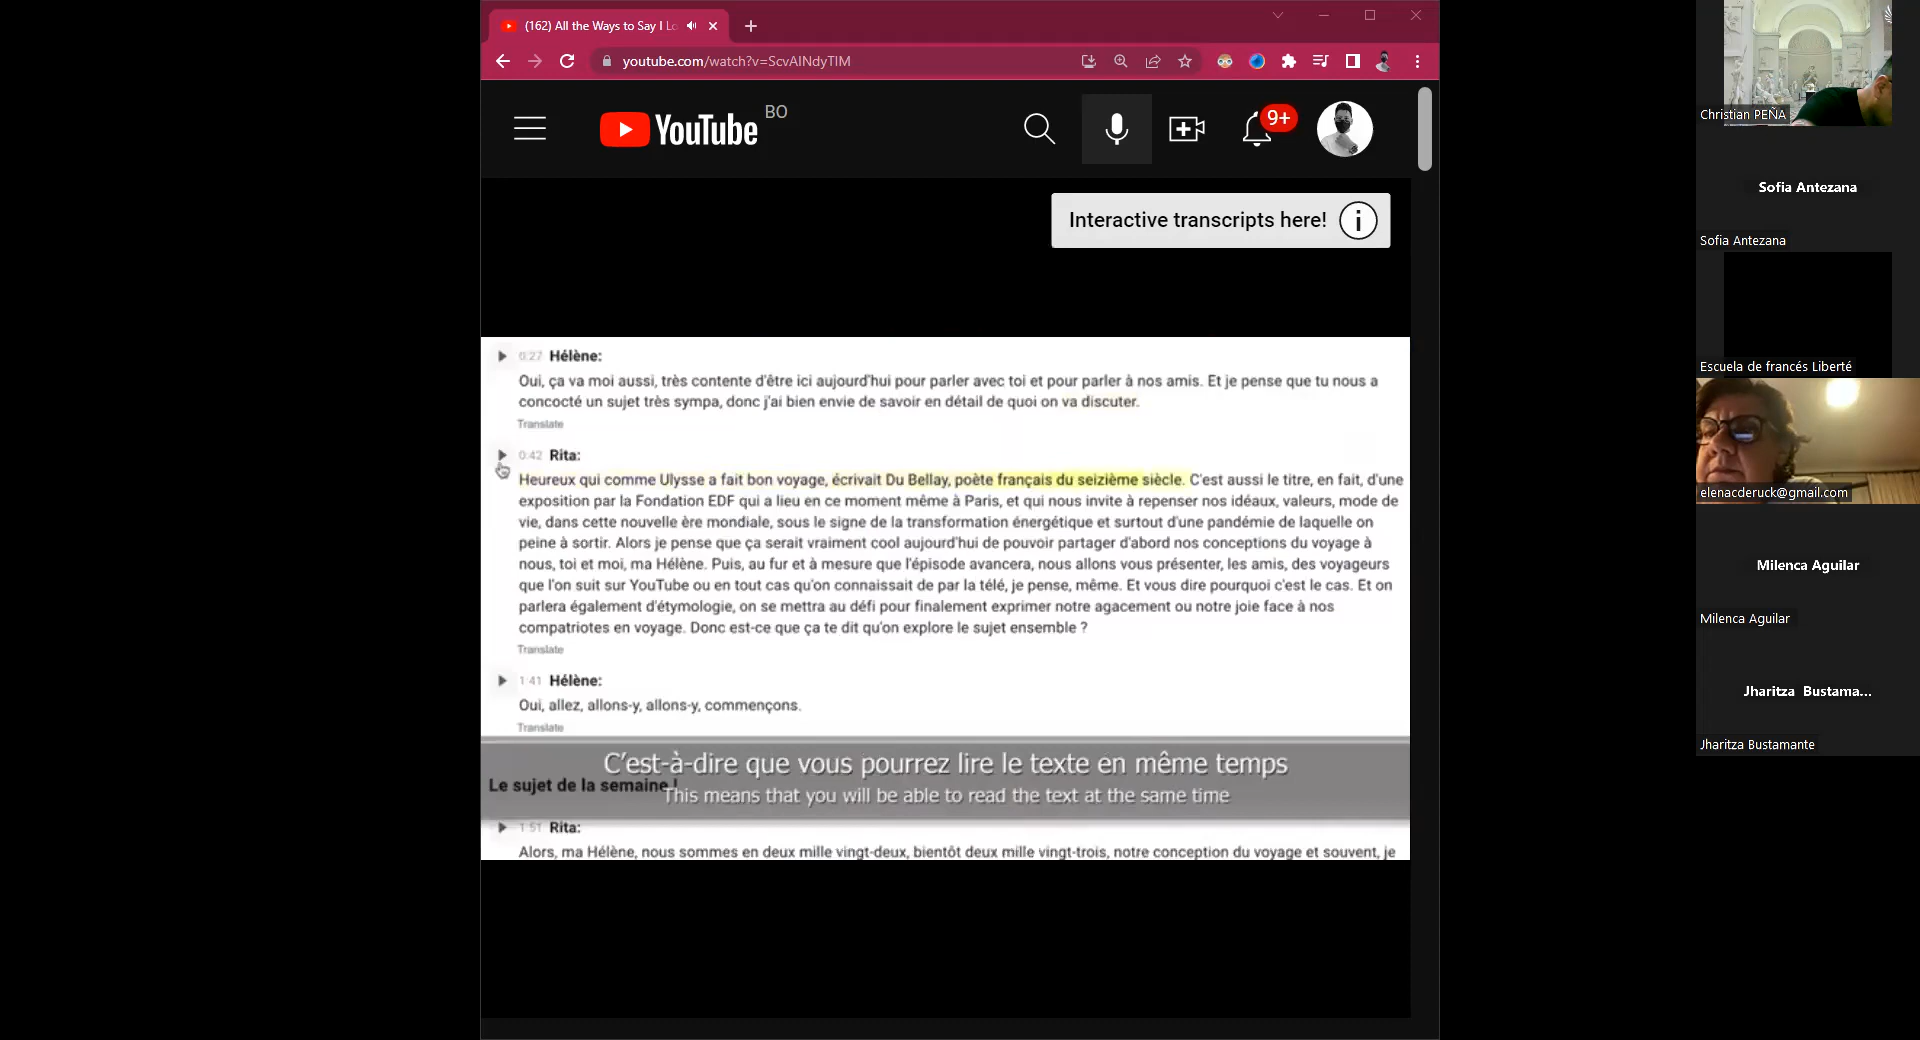 (162) All the Ways to Say I Lo
youtube.com/watch?v=ScvAINdyTIM
YouTube BO
9+
Interactive transcripts here!
0:27 Hélène:
Oui, ça va moi aussi, très contente d'être ici aujourd'hui pour parler avec toi et pour parler à nos amis. Et je pense que tu nous a
concocté un sujet très sympa, donc j'ai bien envie de savoir en détail de quoi on va discuter.
Translate
0:42 Rita:
Heureux qui comme Ulysse a fait bon voyage, écrivait Du Bellay, poète français du seizième siècle. C'est aussi le titre, en fait, d'une
exposition par la Fondation EDF qui a lieu en ce moment même à Paris, et qui nous invite à repenser nos idéaux, valeurs, mode de
vie, dans cette nouvelle ère mondiale, sous le signe de la transformation énergétique et surtout d'une pandémie de laquelle on
peine à sortir. Alors je pense que ça serait vraiment cool aujourd'hui de pouvoir partager d'abord nos conceptions du voyage à
nous, toi et moi, ma Hélène. Puis, au fur et à mesure que l'épisode avancera, nous allons vous présenter, les amis, des voyageurs
que l'on suit sur YouTube ou en tout cas qu'on connaissait de par la télé, je pense, même. Et vous dire pourquoi c'est le cas. Et on
parlera également d'étymologie, on se mettra au défi pour finalement exprimer notre agacement ou notre joie face à nos
compatriotes en voyage. Donc est-ce que ça te dit qu'on explore le sujet ensemble ?
Translate
1:41 Hélène:
Oui, allez, allons-y, allons-y, commençons.
Translate
C'est-à-dire que vous pourrez lire le texte en même temps
Le sujet de la semaine !
This means that you will be able to read the text at the same time
1:51 Rita:
Alors, ma Hélène, nous sommes en deux mille vingt-deux, bientôt deux mille vingt-trois, notre conception du voyage et souvent, je
Christian PEÑA
Sofia Antezana
Sofia Antezana
Escuela de francés Liberté
elenacderuck@gmail.com
Milenca Aguilar
Milenca Aguilar
Jharitza Bustama...
Jharitza Bustamante